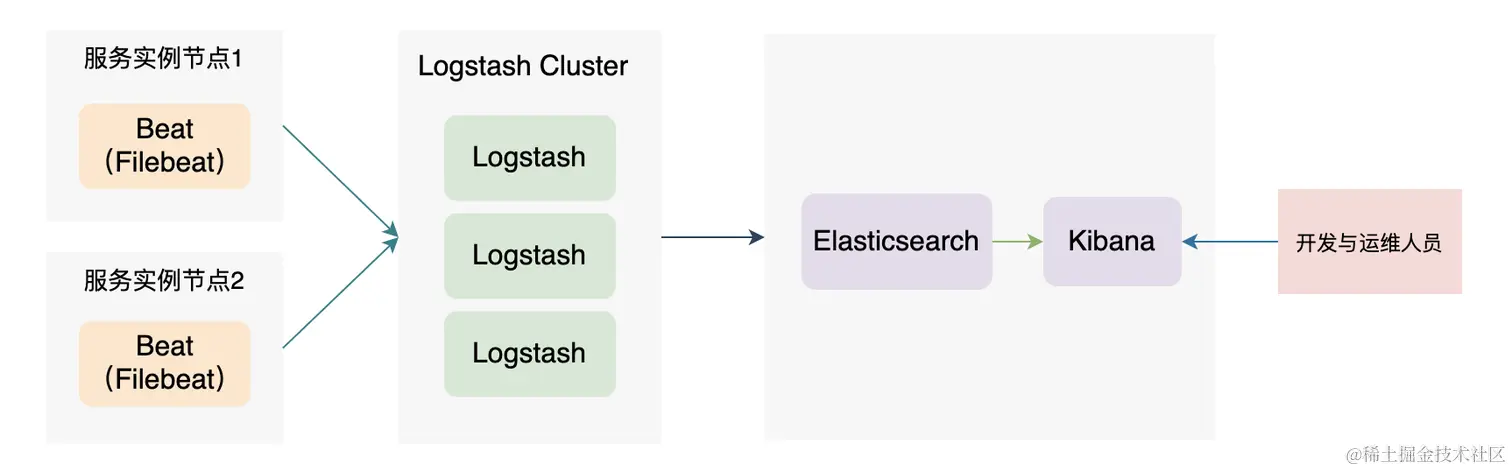 服务实例节点1
Beat
（Filebeat）
服务实例节点2
Beat
（Filebeat）
Logstash Cluster
Logstash
Logstash
Logstash
Elasticsearch
Kibana
开发与运维人员
@稀土掘金技术社区